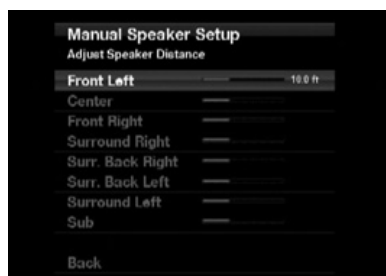 Manual Speaker Setup
Adjust Speaker Distance
Front Left 10.0 ft
Center
Front Right
Surround Right
Surr. Back Right
Surr. Back Left
Surround Left
Sub
Back